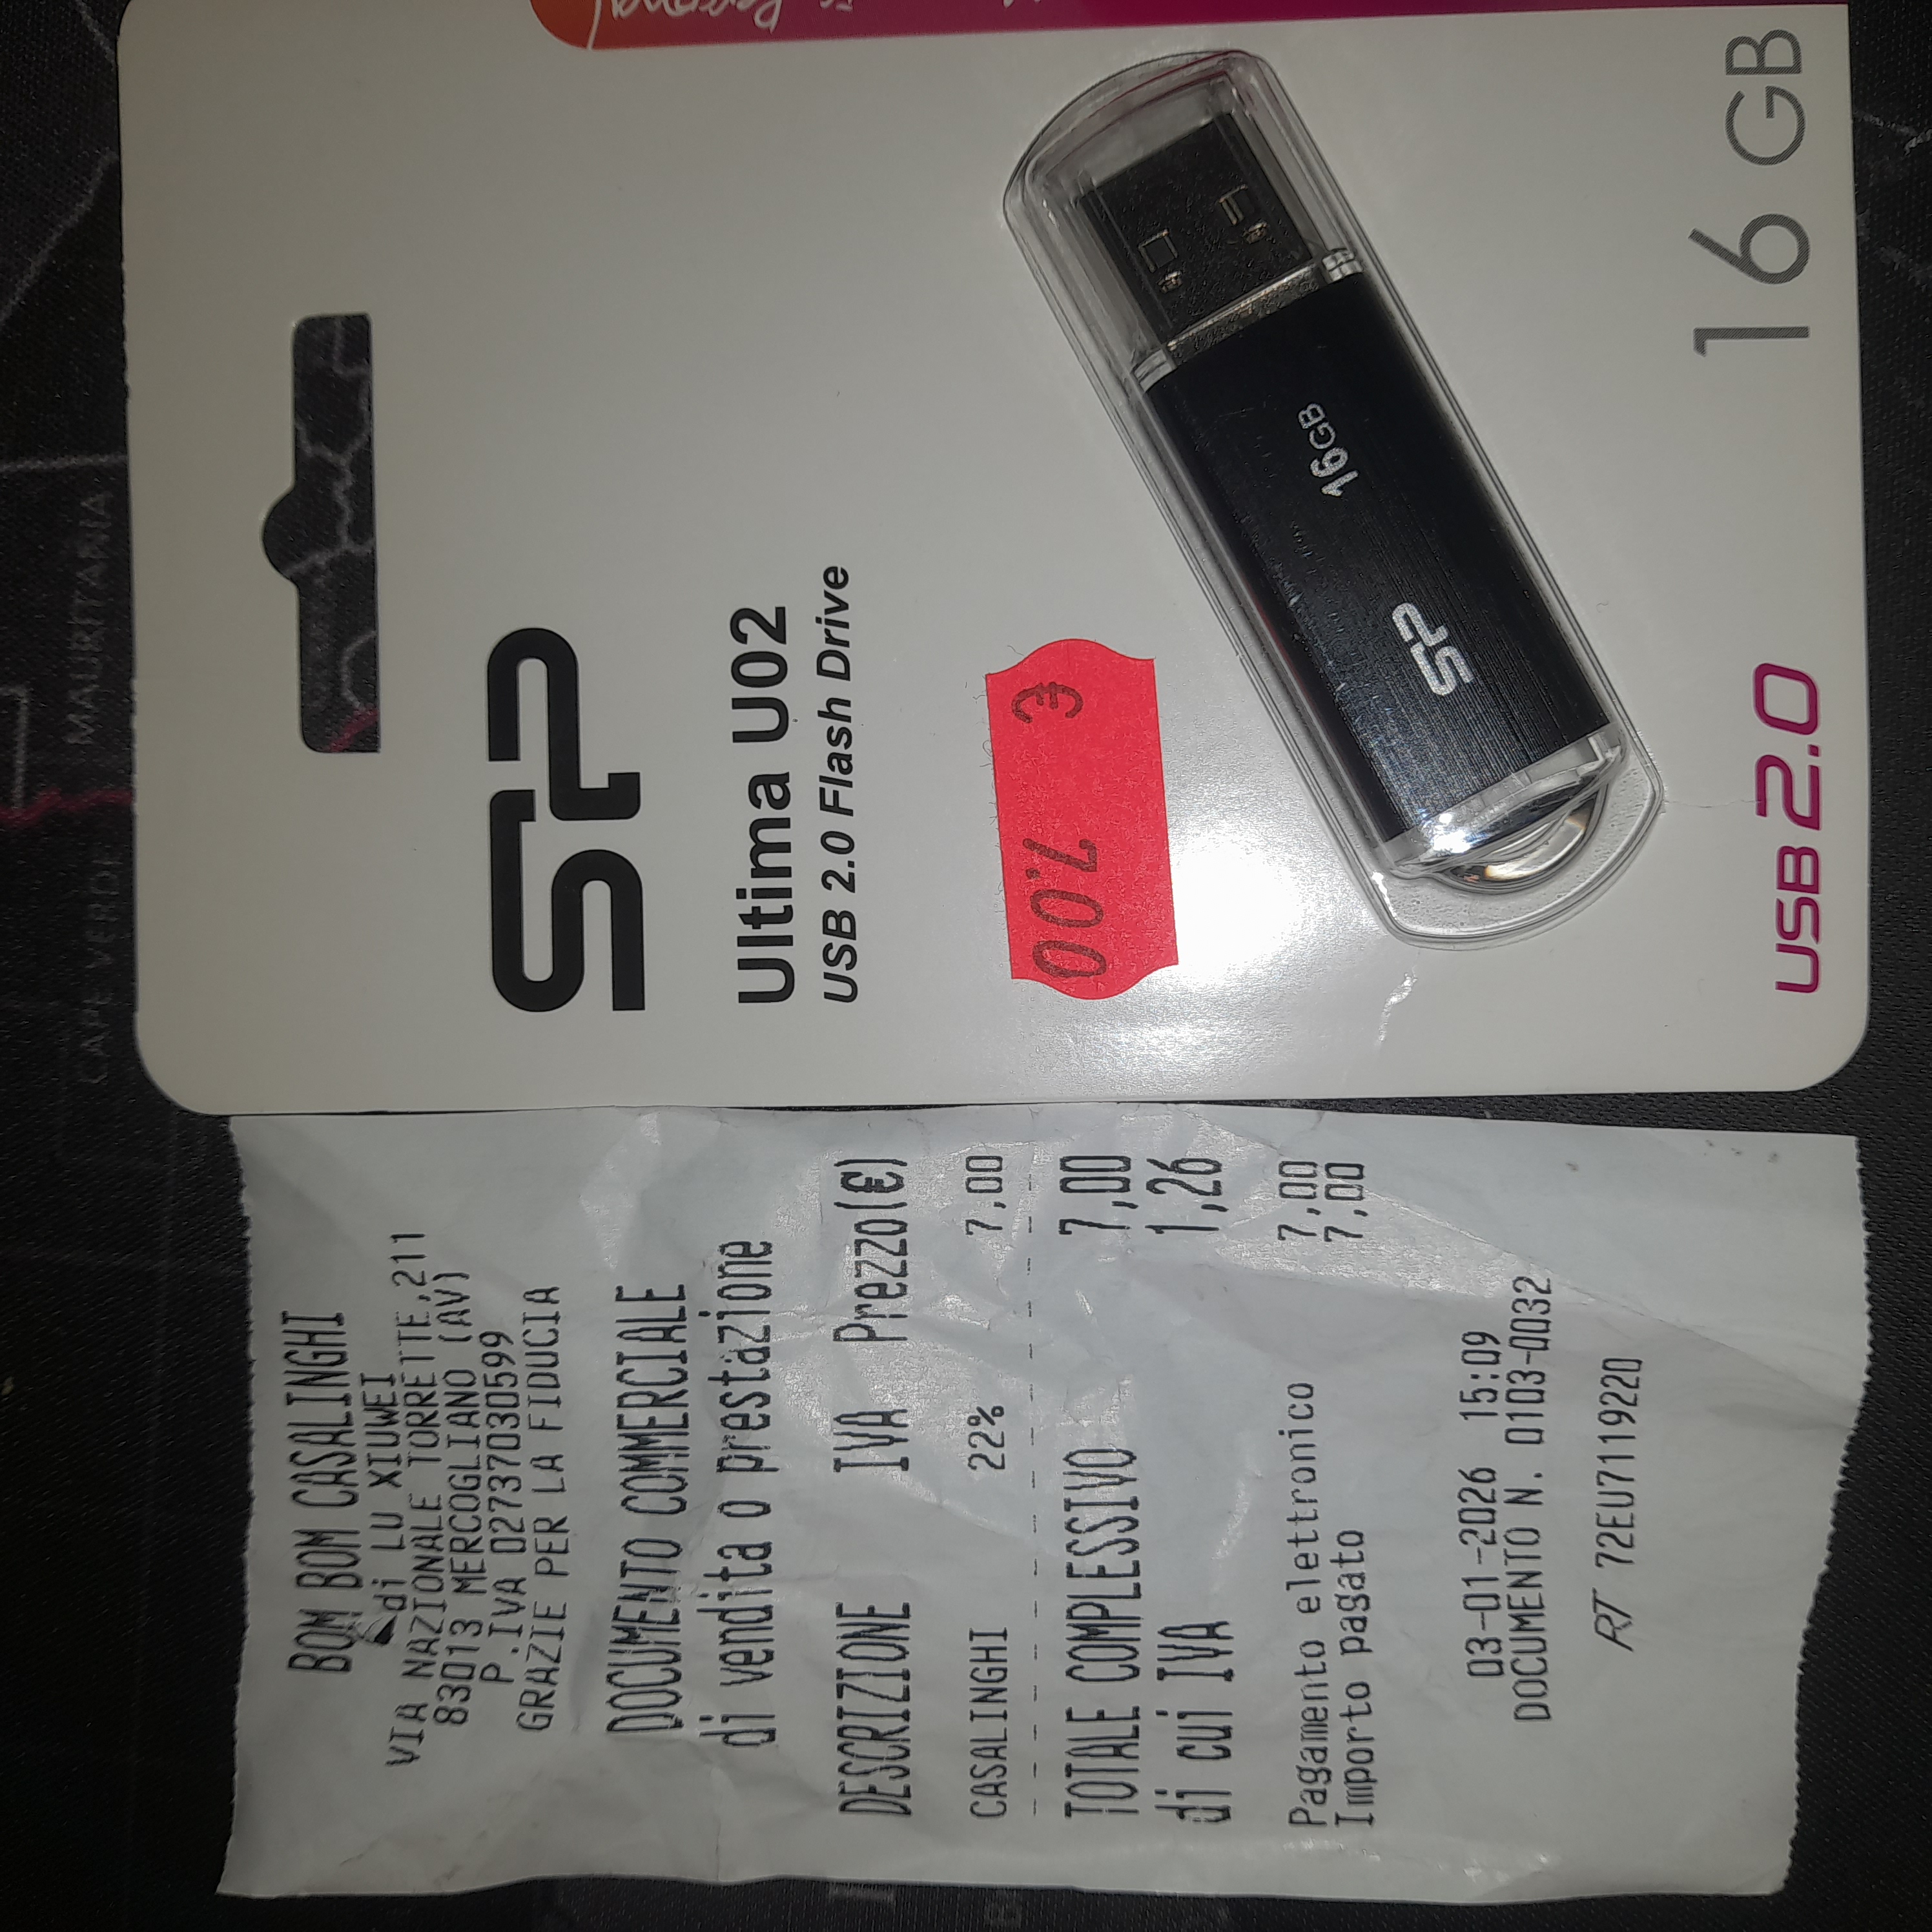 SP
Ultima U02
USB 2.0 Flash Drive
7.00 €
16GB
SP
USB 2.0
16 GB
BOM BOM CASALINGHI
di LU XIUWEI
VIA NAZIONALE TORRETTE,211
83013 MERCOGLIANO (AV)
P.IVA 02737030599
GRAZIE PER LA FIDUCIA
DOCUMENTO COMMERCIALE
di vendita o prestazione
DESCRIZIONE IVA Prezzo(€)
CASALINGHI 22% 7,00
TOTALE COMPLESSIVO 7,00
di cui IVA 1,26
Pagamento elettronico 7,00
Importo pagato 7,00
03-01-2026 15:09
DOCUMENTO N. 0103-0032
RT 72EU7119220
MAURITANIA
CAPE VERDE